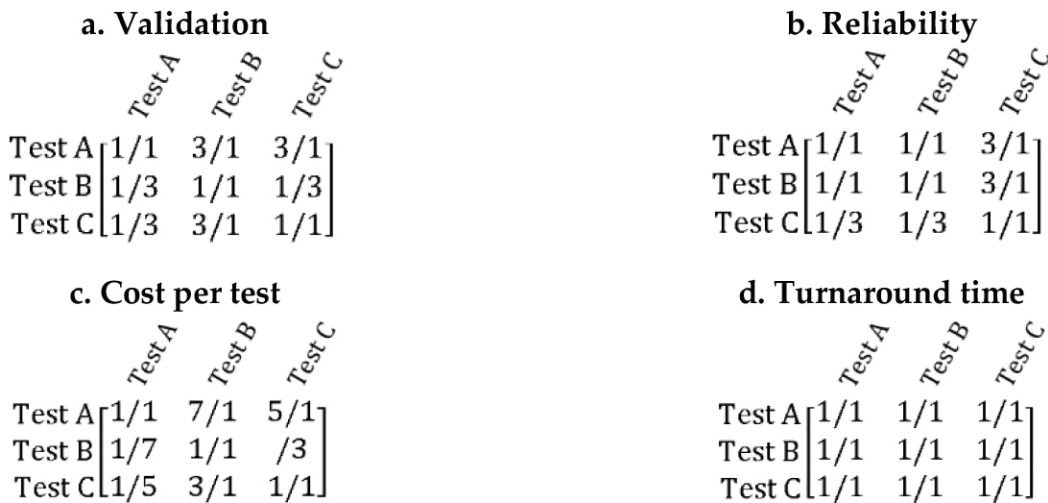 a. Validation
Test A Test B Test C
Test A 1/1 3/1 3/1
Test B 1/3 1/1 1/3
Test C 1/3 3/1 1/1
b. Reliability
Test A Test B Test C
Test A 1/1 1/1 3/1
Test B 1/1 1/1 3/1
Test C 1/3 1/3 1/1
c. Cost per test
Test A Test B Test C
Test A 1/1 7/1 5/1
Test B 1/7 1/1 /3
Test C 1/5 3/1 1/1
d. Turnaround time
Test A Test B Test C
Test A 1/1 1/1 1/1
Test B 1/1 1/1 1/1
Test C 1/1 1/1 1/1